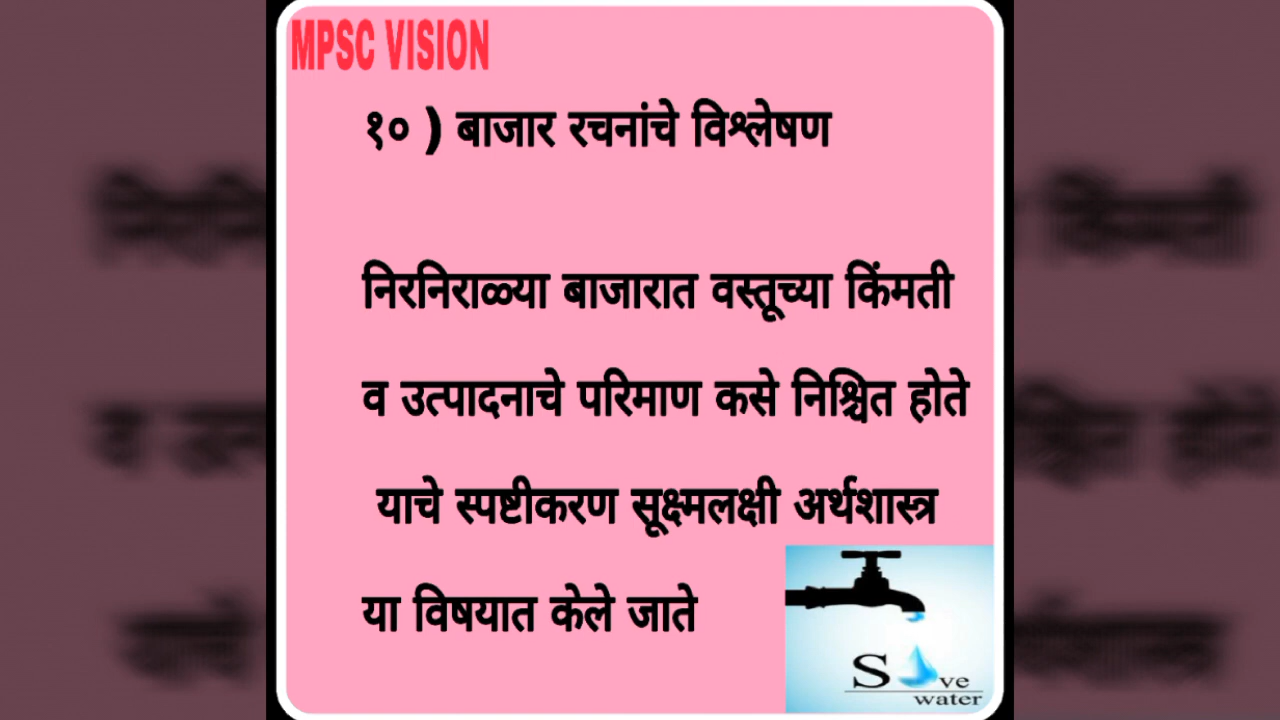 MPSC VISION
१० ) बाजार रचनांचे विश्लेषण
निरनिराळ्या बाजारात वस्तूच्या किंमती
व उत्पादनाचे परिमाण कसे निश्चित होते
याचे स्पष्टीकरण सूक्ष्मलक्षी अर्थशास्त्र
या विषयात केले जाते
Save
water